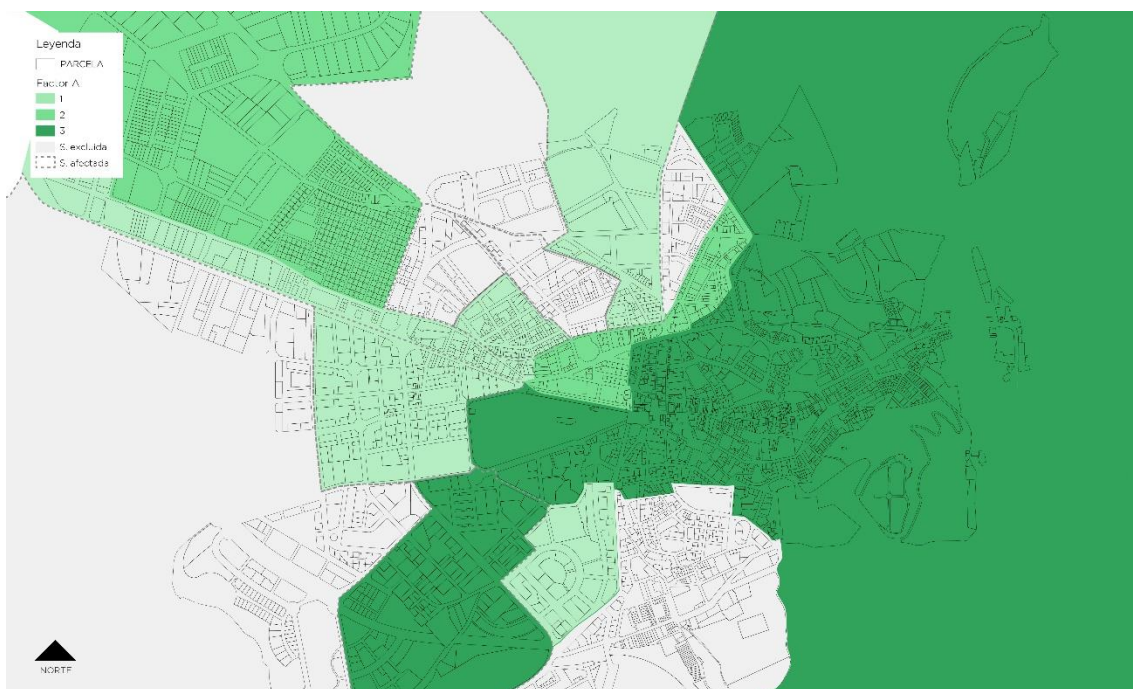 Leyenda
PARCELA
Factor A
1
2
3
S. excluida
S. afectada
NORTE